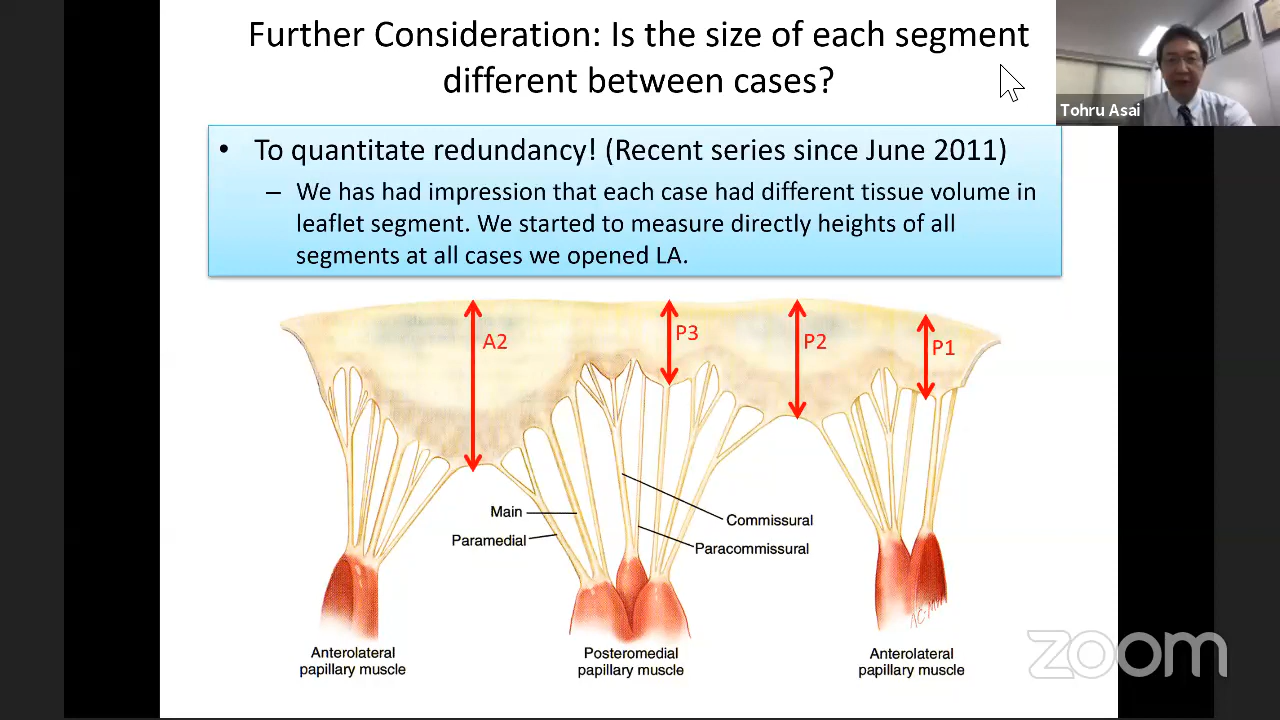 Further Consideration: Is the size of each segment
different between cases?
Tohru Asai
• To quantitate redundancy! (Recent series since June 2011)
– We has had impression that each case had different tissue volume in
leaflet segment. We started to measure directly heights of all
segments at all cases we opened LA.
A2
P3
P2
P1
Main
Paramedial
Commissural
Paracommissural
Anterolateral
papillary muscle
Posteromedial
papillary muscle
Anterolateral
papillary muscle
zoom